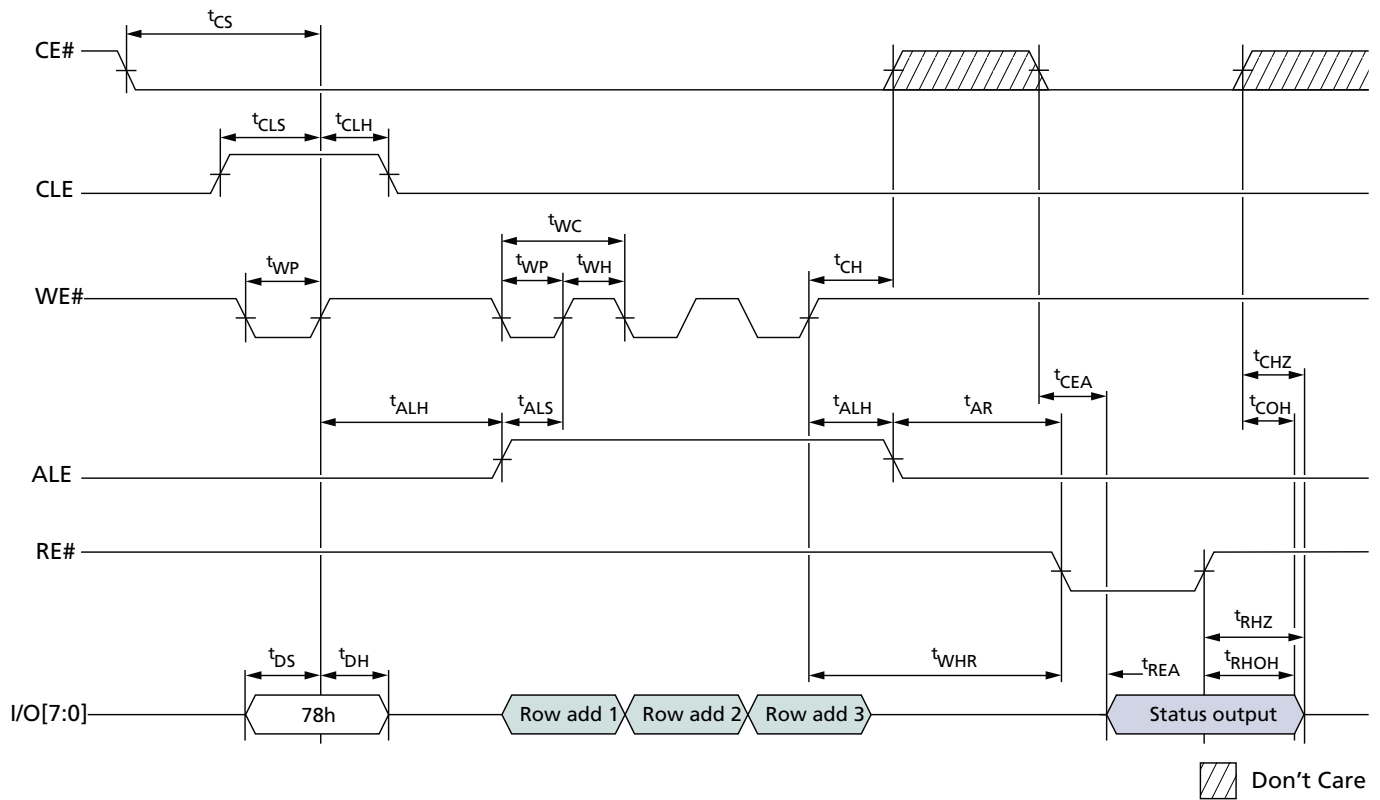 tCS
CE#
tCLS
tCLH
CLE
tWC
tWP
tWP
tWH
tCH
WE#
tCHZ
tCEA
tALH
tALS
tALH
tAR
tCOH
ALE
RE#
tRHZ
tDS
tDH
tWHR
tREA
tRHOH
I/O[7:0]
78h
Row add 1
Row add 2
Row add 3
Status output
Don't Care